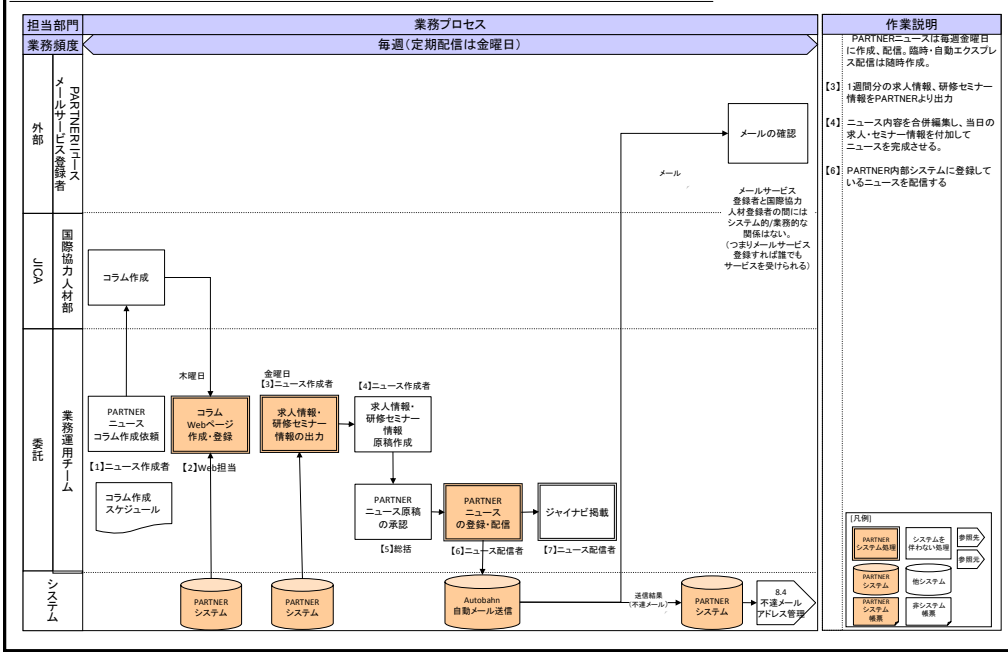 担当部門
業務プロセス
作業説明
業務頻度
毎週(定期配信は金曜日)
PARTNERニュースは毎週金曜日
に作成、配信。臨時・自動エクスプレ
ス配信は随時作成。
【3】 1週間分の求人情報、研修セミナー
情報をPARTNERより出力
【4】 ニュース内容を合併編集し、当日の
求人・セミナー情報を付加して
ニュースを完成させる。
【6】 PARTNER内部システムに登録して
いるニュースを配信する
外部
PARTNERニュース
メールサービス登録者
メールの確認
メール
メールサービス
登録者と国際協力
人材登録者の間には
システム的/業務的な
関係はない。
(つまりメールサービス
登録すれば誰でも
サービスを受けられる)
JICA
国際協力人材部
コラム作成
委託
業務運用チーム
木曜日
金曜日
【3】ニュース作成者
【4】ニュース作成者
PARTNER
ニュース
コラム作成依頼
コラム
Webページ
作成・登録
求人情報・
研修セミナー
情報の出力
求人情報・
研修セミナー
情報
原稿作成
【1】ニュース作成者
【2】Web担当
コラム作成
スケジュール
PARTNER
ニュース原稿
の承認
PARTNER
ニュース
の登録・配信
ジャイナビ掲載
【5】総括
【6】ニュース配信者
【7】ニュース配信者
システム
PARTNER
システム
PARTNER
システム
Autobahn
自動メール送信
送信結果
(不達メール)
PARTNER
システム
8.4
不達メール
アドレス管理
[凡例]
PARTNER
システム処理
システムを
伴わない処理
参照先
参照元
PARTNER
システム
他システム
PARTNER
システム
帳票
非システム
帳票